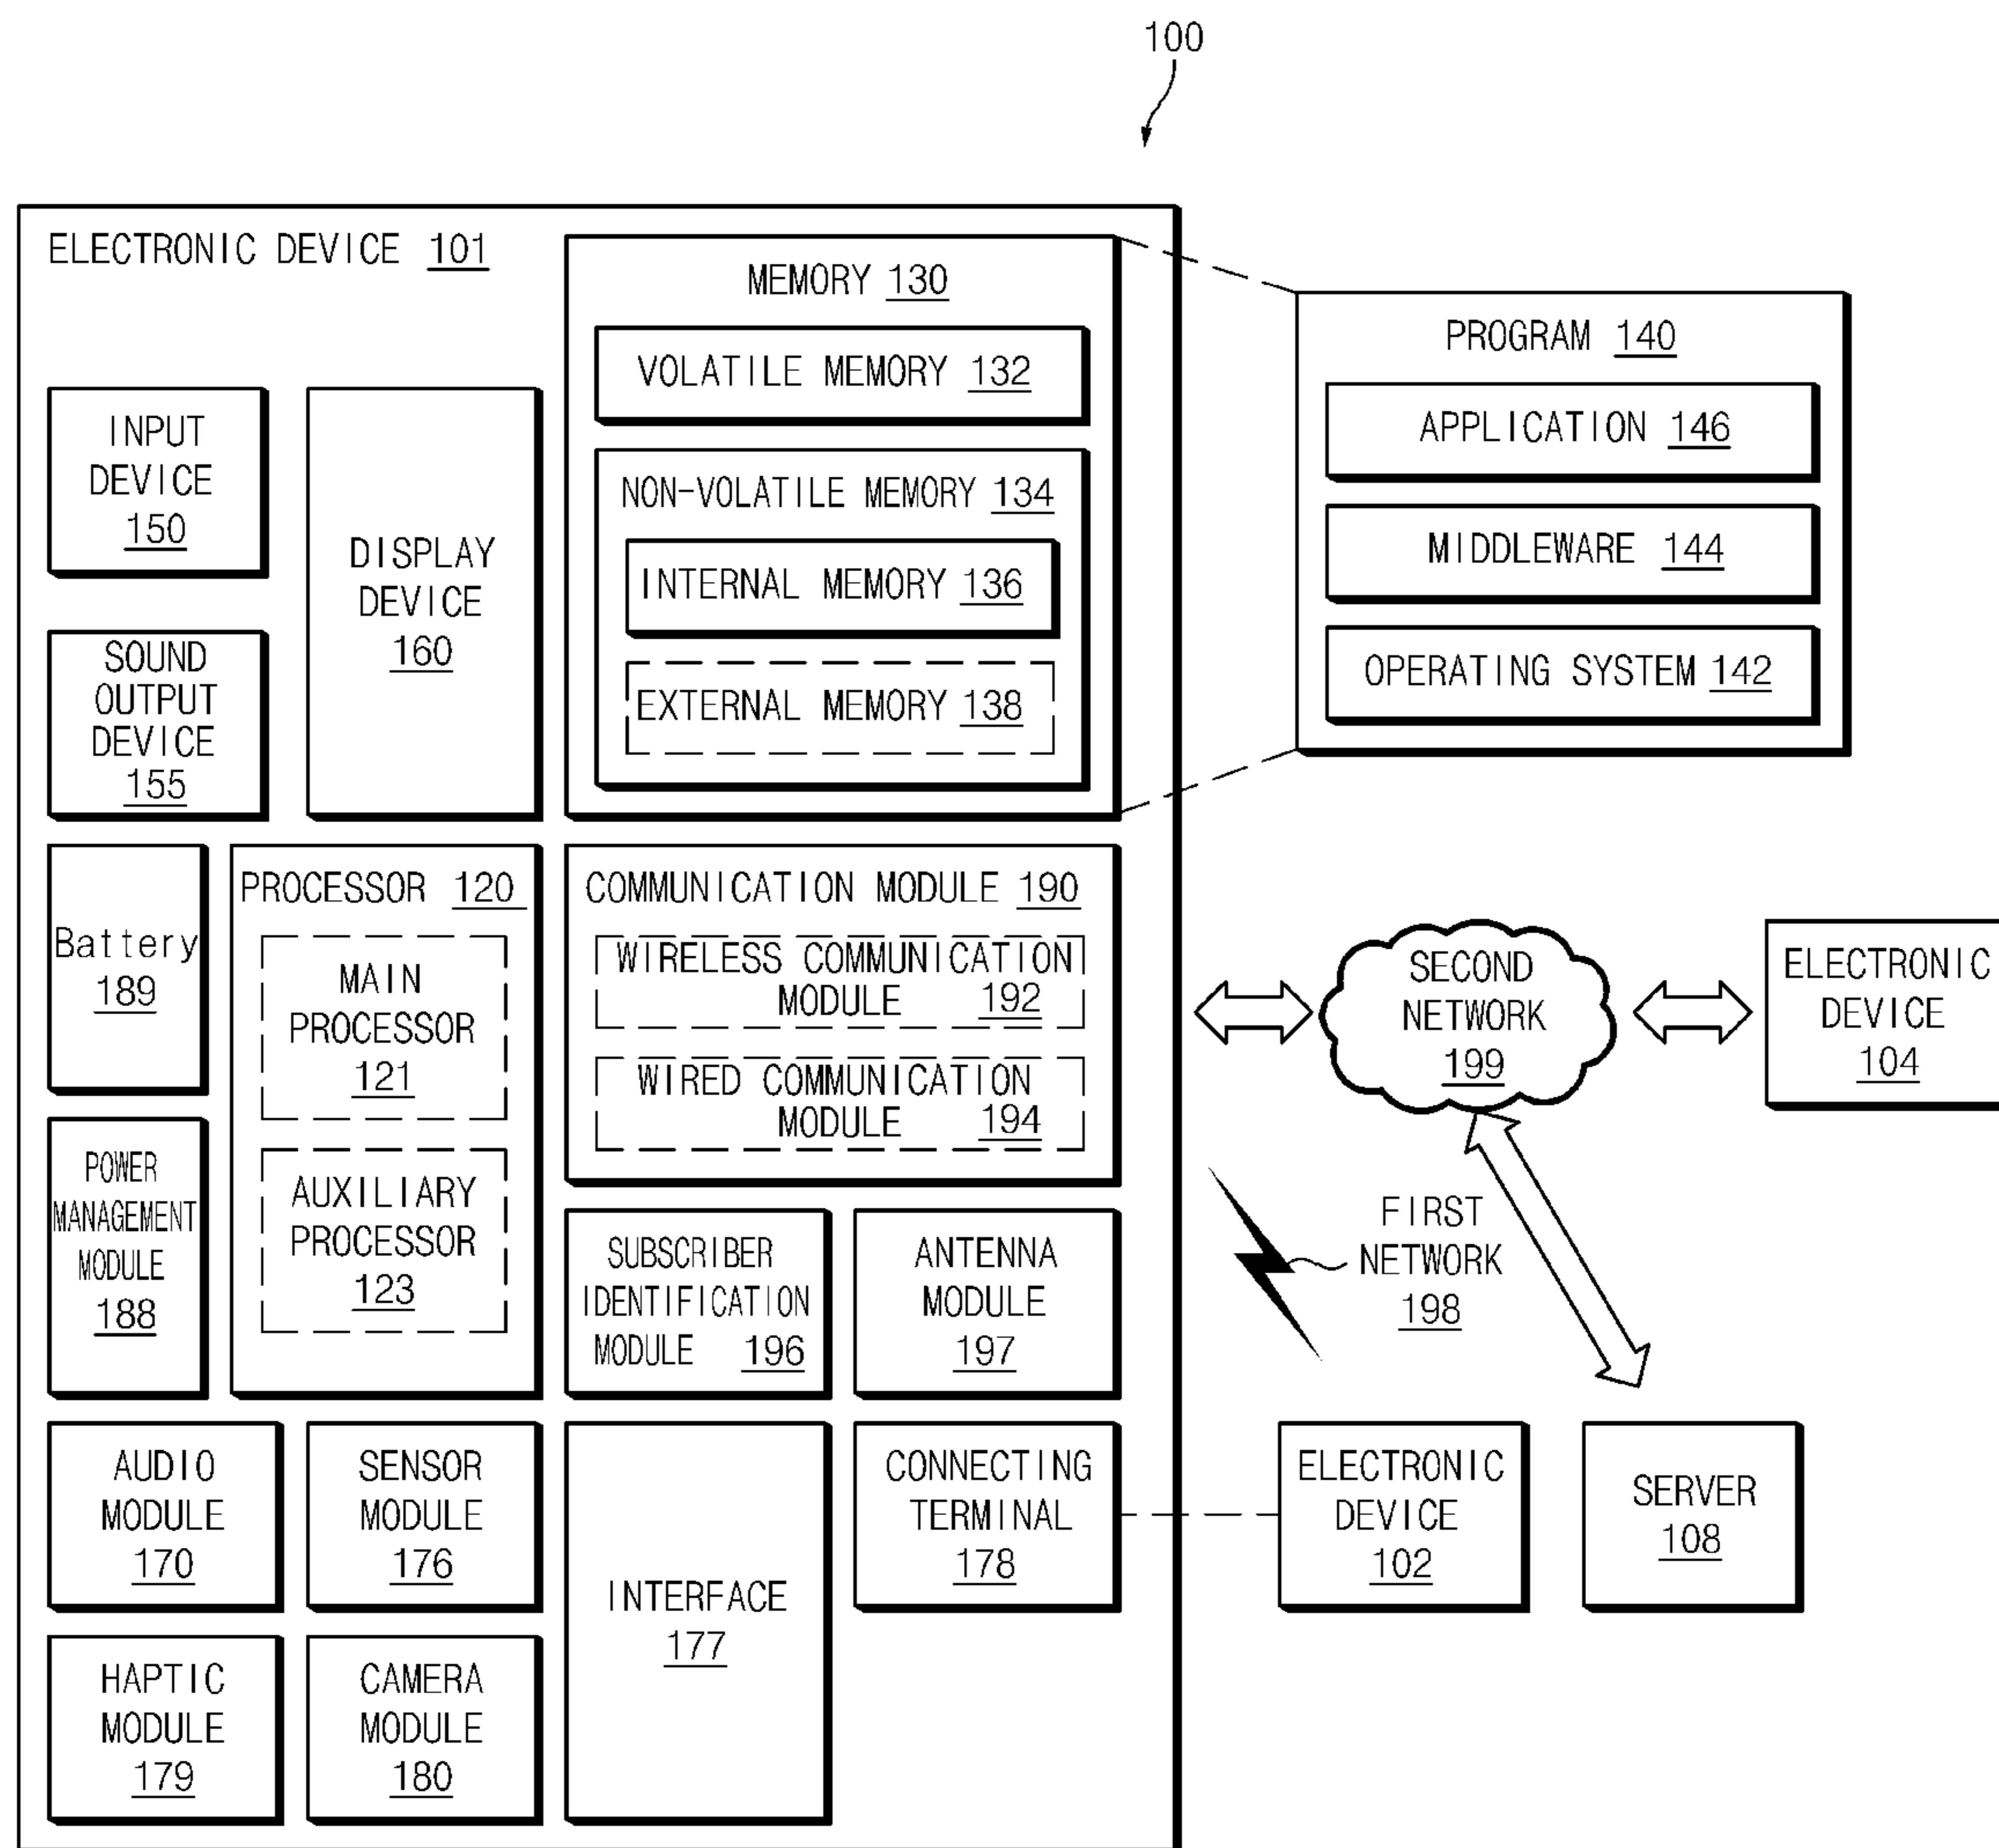 100
ELECTRONIC DEVICE 101
MEMORY 130
VOLATILE MEMORY 132
NON-VOLATILE MEMORY 134
INTERNAL MEMORY 136
EXTERNAL MEMORY 138
PROGRAM 140
APPLICATION 146
MIDDLEWARE 144
OPERATING SYSTEM 142
INPUT
DEVICE
150
DISPLAY
DEVICE
160
SOUND
OUTPUT
DEVICE
155
Battery
189
PROCESSOR 120
MAIN
PROCESSOR
121
AUXILIARY
PROCESSOR
123
COMMUNICATION MODULE 190
WIRELESS COMMUNICATION
MODULE 192
WIRED COMMUNICATION
MODULE 194
POWER
MANAGEMENT
MODULE
188
SUBSCRIBER
IDENTIFICATION
MODULE 196
ANTENNA
MODULE
197
SECOND
NETWORK
199
ELECTRONIC
DEVICE
104
FIRST
NETWORK
198
AUDIO
MODULE
170
SENSOR
MODULE
176
INTERFACE
177
CONNECTING
TERMINAL
178
ELECTRONIC
DEVICE
102
SERVER
108
HAPTIC
MODULE
179
CAMERA
MODULE
180